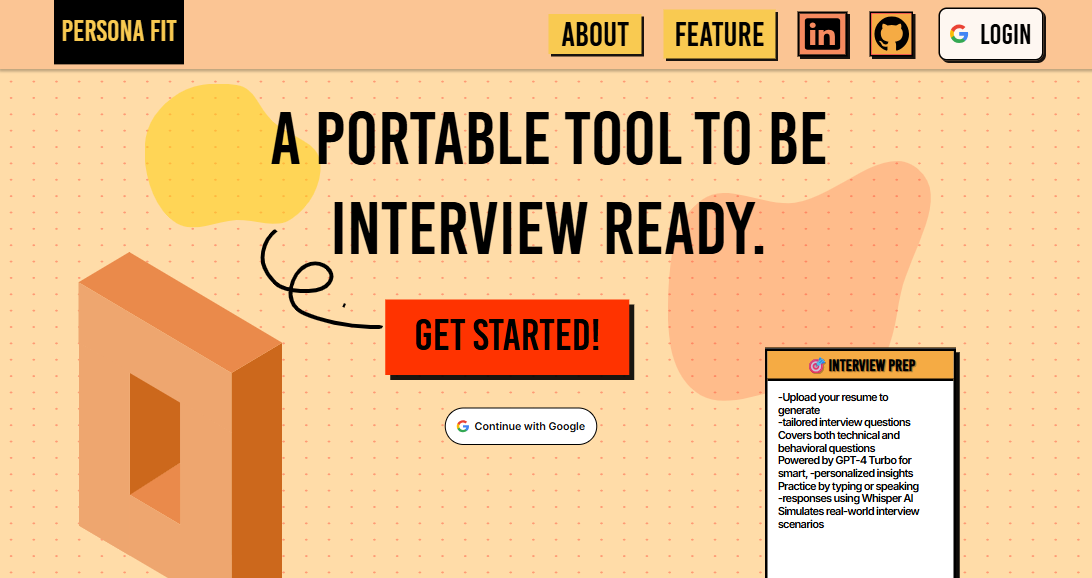 PERSONA FIT
ABOUT
FEATURE
in
LOGIN
A PORTABLE TOOL TO BE
INTERVIEW READY.
GET STARTED!
Continue with Google
INTERVIEW PREP
-Upload your resume to
generate
-tailored interview questions
Covers both technical and
behavioral questions
Powered by GPT-4 Turbo for
smart, -personalized insights
Practice by typing or speaking
-responses using Whisper AI
Simulates real-world interview
scenarios